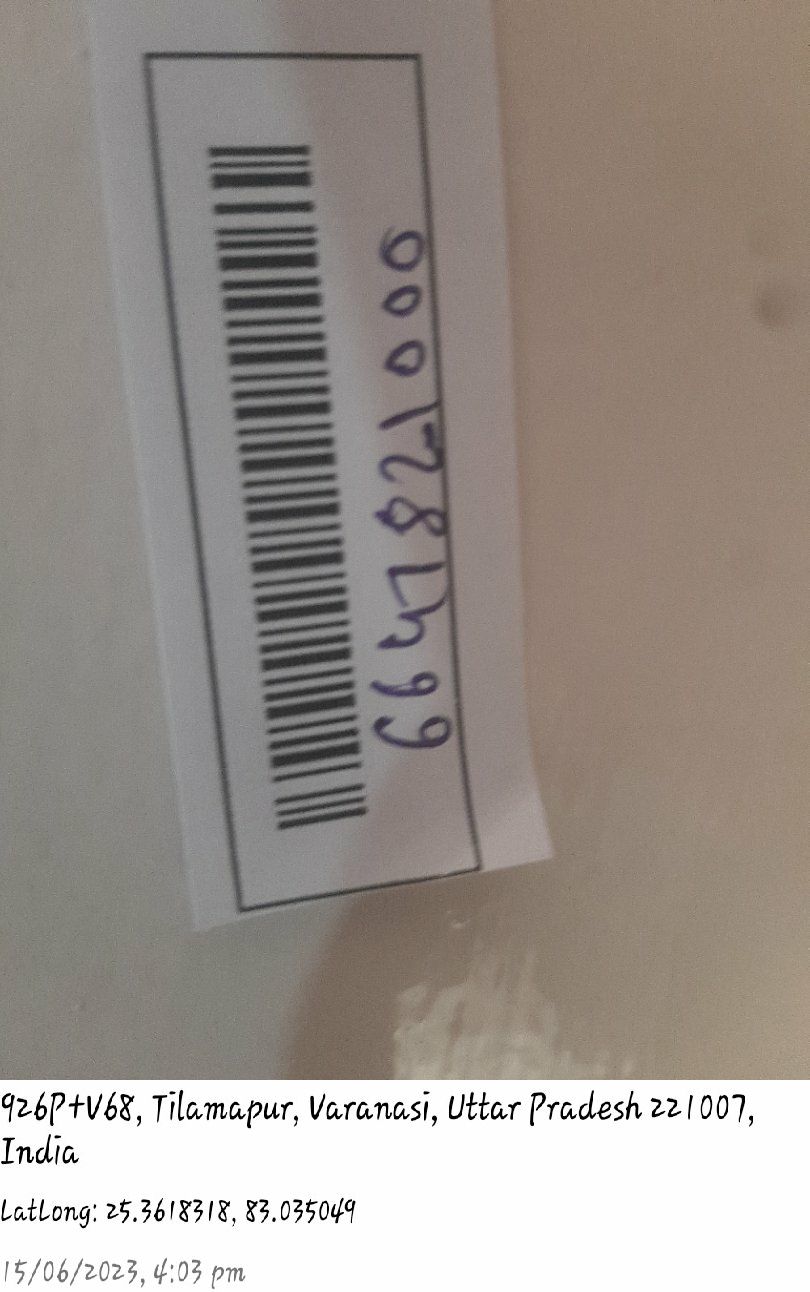 6647821000
926P+V68, Tilamapur, Varanasi, Uttar Pradesh 221007,
India
LatLong: 25.3618318, 83.035049
15/06/2023, 4:03 pm